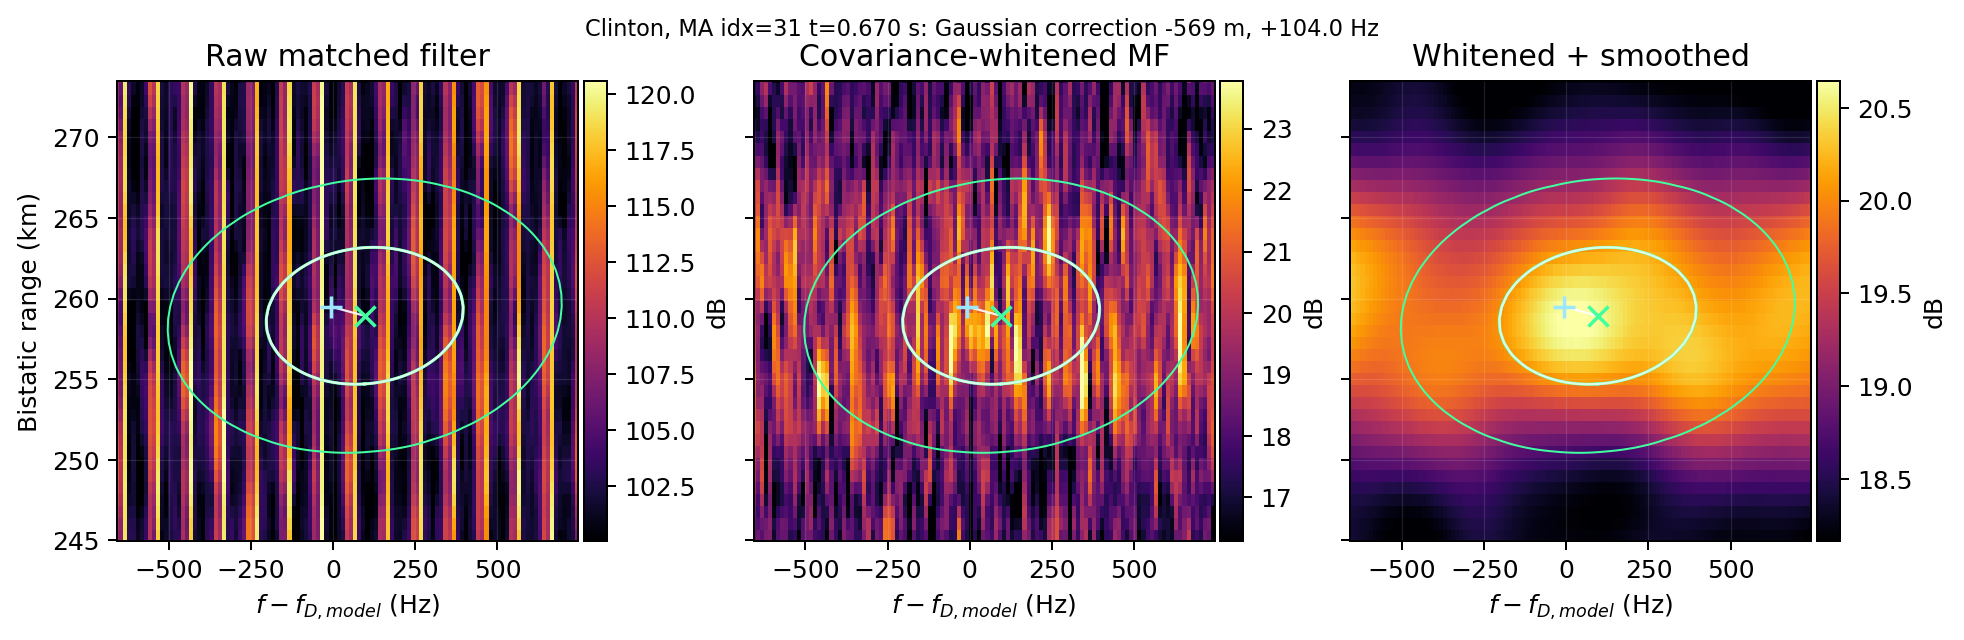 Clinton, MA idx=31 t=0.670 s: Gaussian correction -569 m, +104.0 Hz
Raw matched filter
Covariance-whitened MF
Whitened + smoothed
Bistatic range (km)
270
265
260
255
250
245
−500 −250 0 250 500
f − f_{D, model} (Hz)
120.0
117.5
115.0
112.5
110.0
107.5
105.0
102.5
dB
−500 −250 0 250 500
f − f_{D, model} (Hz)
23
22
21
20
19
18
17
dB
−500 −250 0 250 500
f − f_{D, model} (Hz)
20.5
20.0
19.5
19.0
18.5
dB